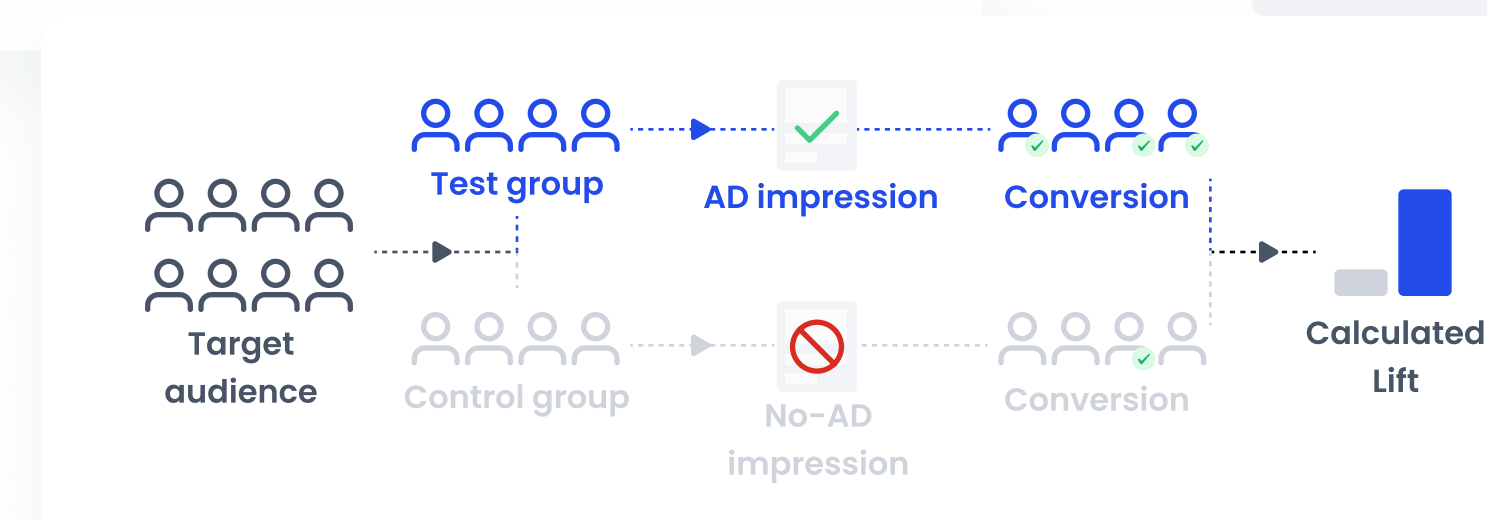 Test group
AD impression
Conversion
Target
audience
Control group
No-AD
impression
Conversion
Calculated
Lift